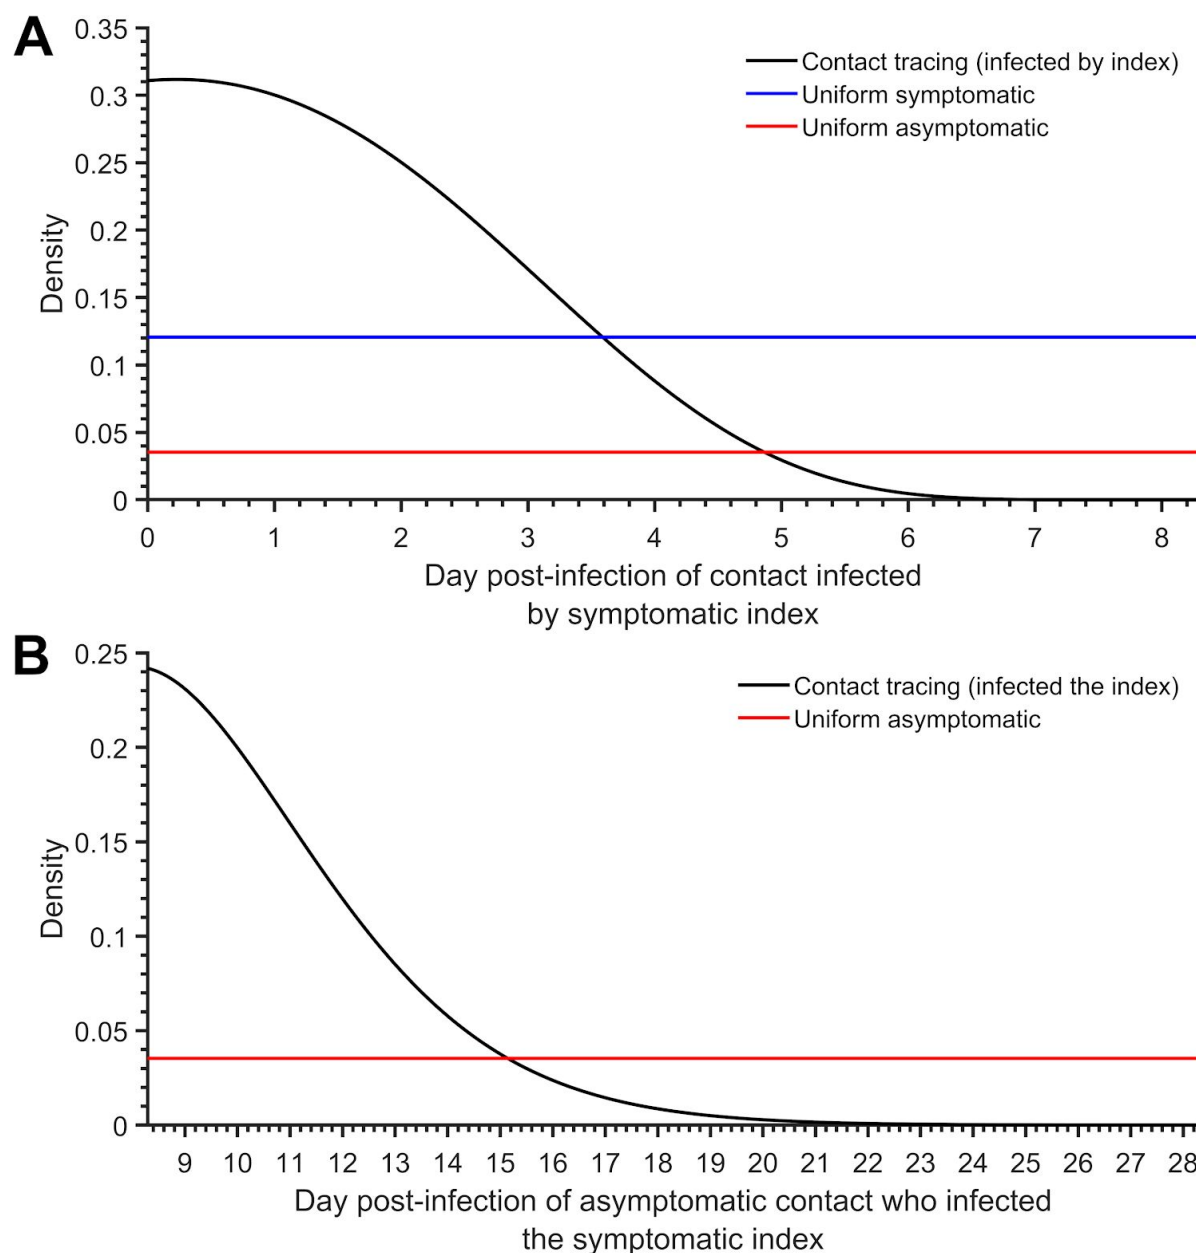 A
0.35
0.3
0.25
0.2
0.15
0.1
0.05
0
Density
Contact tracing (infected by index)
Uniform symptomatic
Uniform asymptomatic
0 1 2 3 4 5 6 7 8
Day post-infection of contact infected
by symptomatic index
B
0.25
0.2
0.15
0.1
0.05
0
Density
Contact tracing (infected the index)
Uniform asymptomatic
9 10 11 12 13 14 15 16 17 18 19 20 21 22 23 24 25 26 27 28
Day post-infection of asymptomatic contact who infected
the symptomatic index